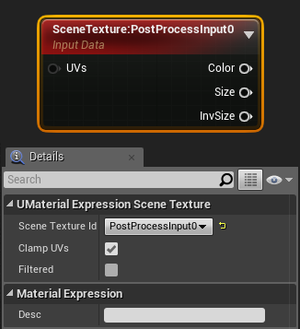 SceneTexture:PostProcessInput0
Input Data
UVs
Color
Size
InvSize
Details
Search
UMaterial Expression Scene Texture
Scene Texture Id
PostProcessInput0
Clamp UVs
Filtered
Material Expression
Desc